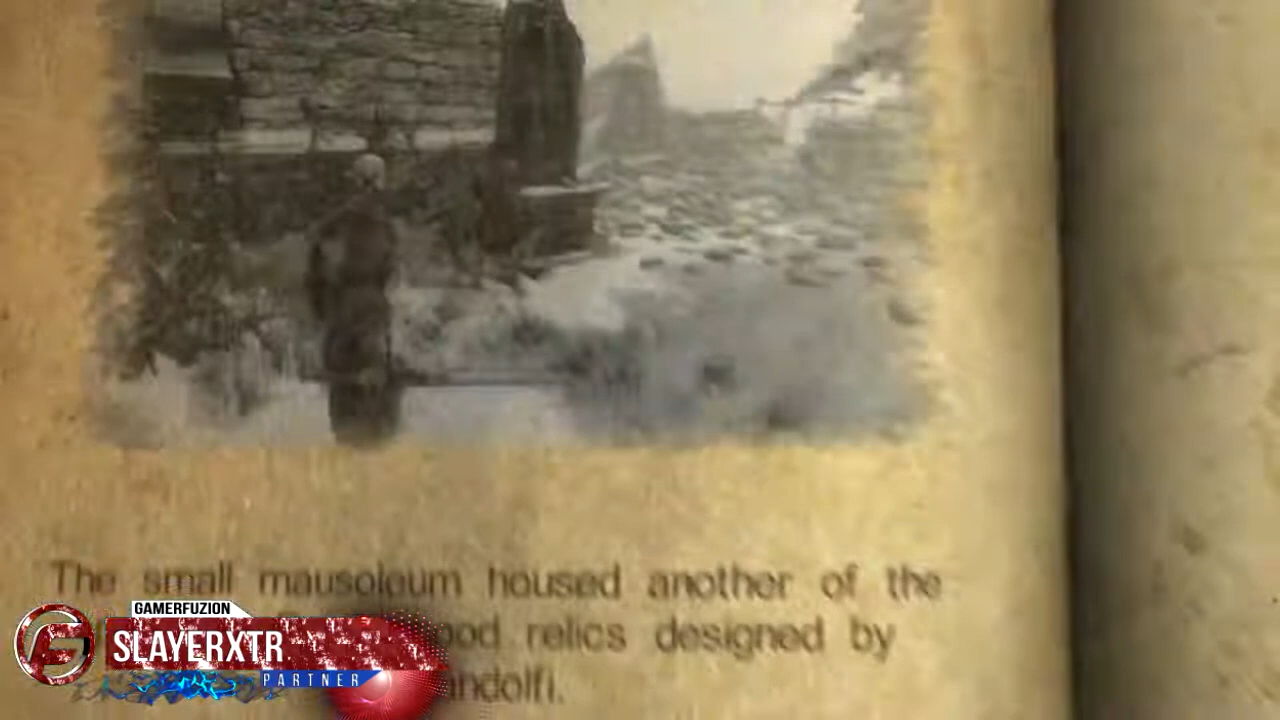 The small mausoleum housed another of the
relics designed by
GAMERFUZION
SLAYERXTR
PARTNER